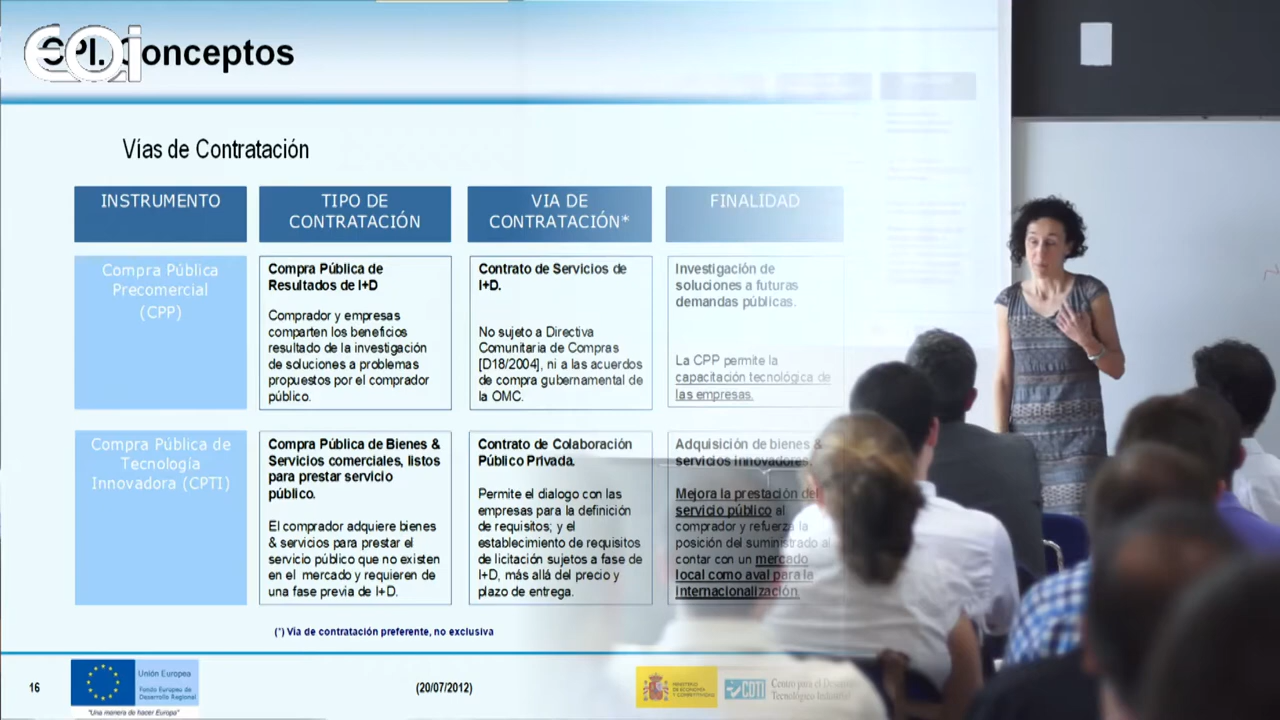 eoi
CPI. Conceptos
Vías de Contratación
INSTRUMENTO
TIPO DE
CONTRATACIÓN
VIA DE
CONTRATACIÓN*
FINALIDAD
Compra Pública
Precomercial
(CPP)
Compra Pública de
Resultados de I+D
Comprador y empresas
comparten los beneficios
resultado de la investigación
de soluciones a problemas
propuestos por el comprador
público.
Contrato de Servicios de
I+D.
No sujeto a Directiva
Comunitaria de Compras
[D18/2004], ni a las acuerdos
de compra gubernamental de
la OMC.
Investigación de
soluciones a futuras
demandas públicas.
La CPP permite la
capacitación tecnológica de
las empresas.
Compra Pública de
Tecnología
Innovadora (CPTI)
Compra Pública de Bienes &
Servicios comerciales, listos
para prestar servicio
público.
El comprador adquiere bienes
& servicios para prestar el
servicio público que no existen
en el mercado y requieren de
una fase previa de I+D.
Contrato de Colaboración
Público Privada.
Permite el dialogo con las
empresas para la definición
de requisitos; y el
establecimiento de requisitos
de licitación sujetos a fase de
I+D, más allá del precio y
plazo de entrega.
Adquisición de bienes &
servicios innovadores.
Mejora la prestación del
servicio público al
comprador y refuerza la
posición del suministrado al
contar con un mercado
local como aval para la
internacionalización.
(*) Vía de contratación preferente, no exclusiva
16
Unión Europea
Fondo Europeo de
Desarrollo Regional
"Una manera de hacer Europa"
(20/07/2012)
MINISTERIO
DE ECONOMÍA
Y COMPETITIVIDAD
CDTI
Centro para el Desarrollo
Tecnológico Industrial